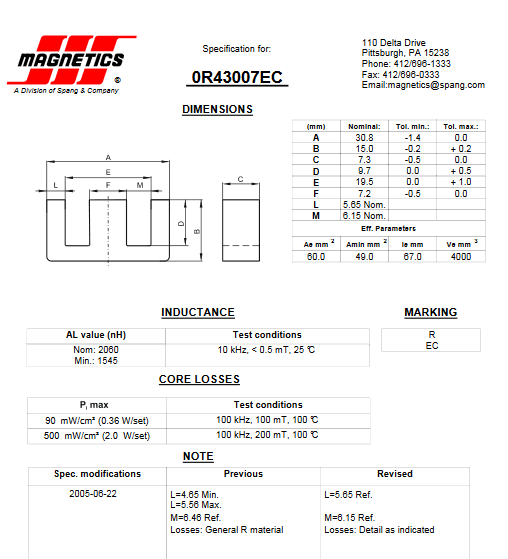 MAGNETICS
®
A Division of Spang & Company
Specification for:
0R43007EC
110 Delta Drive
Pittsburgh, PA 15238
Phone: 412/696-1333
Fax: 412/696-0333
Email:magnetics@spang.com
DIMENSIONS
A
E
L F M
C
D
B
(mm) Nominal: Tol. min.: Tol. max.:
A 30.8 -1.4 0.0
B 15.0 -0.2 + 0.2
C 7.3 -0.5 0.0
D 9.7 0.0 + 0.5
E 19.5 0.0 + 1.0
F 7.2 -0.5 0.0
L 5.65 Nom.
M 6.15 Nom.
Eff. Parameters
Ae mm 2 Amin mm 2 le mm Ve mm 3
60.0 49.0 67.0 4000
INDUCTANCE
AL value (nH) Test conditions
Nom: 2060 10 kHz, < 0.5 mT, 25 °C
Min.: 1545
MARKING
R
EC
CORE LOSSES
PL max Test conditions
90 mW/cm³ (0.36 W/set) 100 kHz, 100 mT, 100 °C
500 mW/cm³ (2.0 W/set) 100 kHz, 200 mT, 100 °C
NOTE
Spec. modifications Previous Revised
2005-06-22 L=4.65 Min. L=5.65 Ref.
L=5.56 Max.
M=6.46 Ref. M=6.15 Ref.
Losses: General R material Losses: Detail as indicated